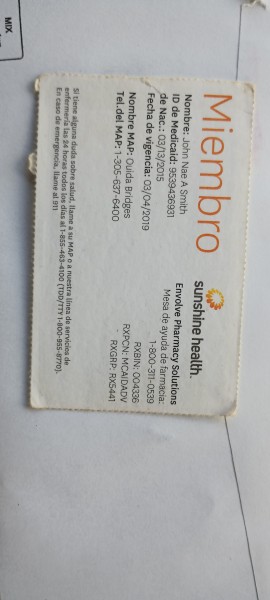 MIX
Miembro
sunshine health.
Nombre: John Nae A Smith
ID de Medicaid: 9539436931
de Nac.: 03/13/2015
Fecha de vigencia: 03/04/2019
Nombre MAP: Ouida Bridges
Tel.del MAP: 1-305-637-6400
Envolve Pharmacy Solutions
Mesa de ayuda de farmacia:
1-800-311-0539
RXBIN: 004336
RXPCN: MCAIDADV
RXGRP: RX5441
Si tiene alguna duda sobre salud, llame a su MAP o a nuestra línea de servicios de
enfermería las 24 horas todos los días al 1-855-463-4100 (TDD/TTY 1-800-955-8770).
En caso de emergencia, llame al 911